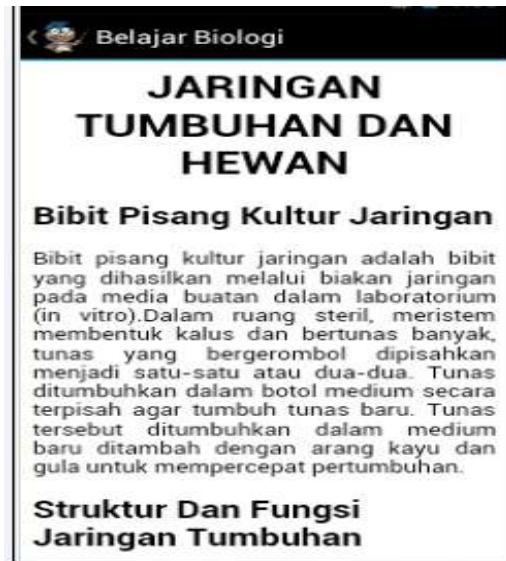 Belajar Biologi
JARINGAN
TUMBUHAN DAN
HEWAN
Bibit Pisang Kultur Jaringan
Bibit pisang kultur jaringan adalah bibit
yang dihasilkan melalui biakan jaringan
pada media buatan dalam laboratorium
(in vitro).Dalam ruang steril, meristem
membentuk kalus dan bertunas banyak,
tunas yang bergerombol dipisahkan
menjadi satu-satu atau dua-dua. Tunas
ditumbuhkan dalam botol medium secara
terpisah agar tumbuh tunas baru. Tunas
tersebut ditumbuhkan dalam medium
baru ditambah dengan arang kayu dan
gula untuk mempercepat pertumbuhan.
Struktur Dan Fungsi
Jaringan Tumbuhan